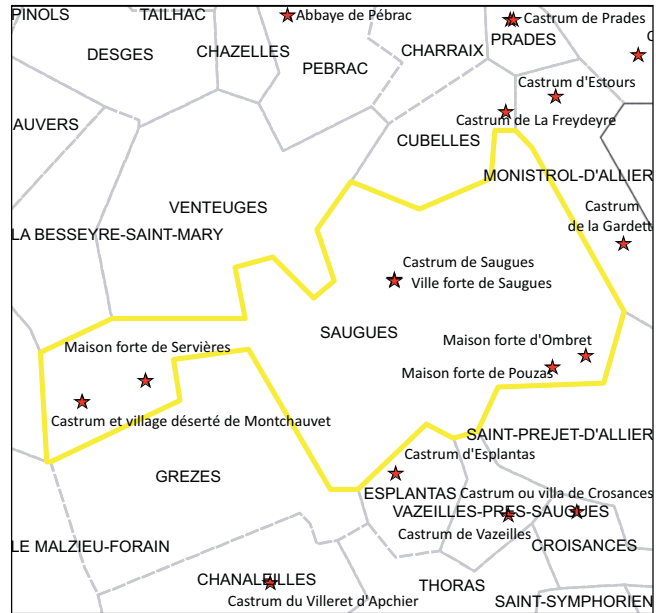 PINOLS
TAILHAC
Abbaye de Pébrac
Castrum de Prades
PRADES
DESGES
CHAZELLES
PEBRAC
CHARRAIX
C
Castrum d'Estours
AUVERS
Castrum de La Freydeyre
CUBELLES
MONISTROL-D'ALLIER
VENTEUGES
Castrum
de la Gardett
LA BESSEYRE-SAINT-MARY
Castrum de Saugues
Ville forte de Saugues
SAUGUES
Maison forte d'Ombret
Maison forte de Servières
Maison forte de Pouzas
Castrum et village déserté de Montchauvet
SAINT-PREJET-D'ALLIER
Castrum d'Esplantas
GREZES
ESPLANTAS
Castrum ou villa de Crosances
VAZEILLES-PRES-SAUGUES
Castrum de Vazeilles
LE MALZIEU-FORAIN
CROISANCES
CHANALEILLES
THORAS
Castrum du Villeret d'Apchier
SAINT-SYMPHORIEN